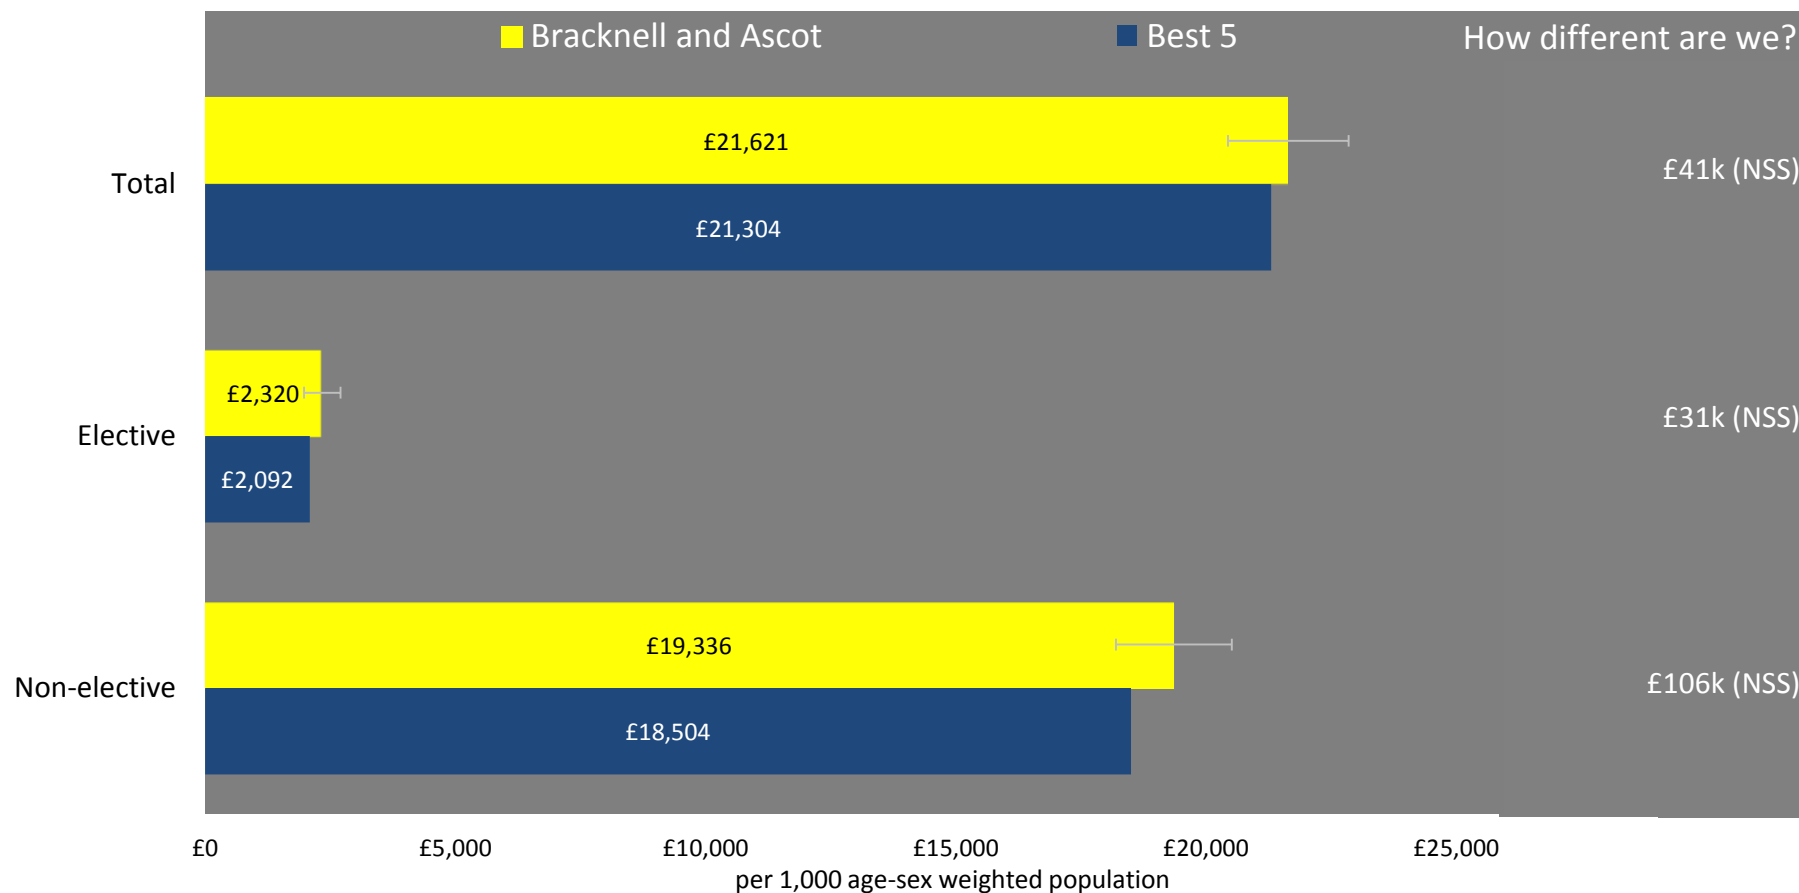 Bracknell and Ascot
Best 5
How different are we?
Total
£21,621
£21,304
£41k (NSS)
Elective
£2,320
£2,092
£31k (NSS)
Non-elective
£19,336
£18,504
£106k (NSS)
£0 £5,000 £10,000 £15,000 £20,000 £25,000
per 1,000 age-sex weighted population